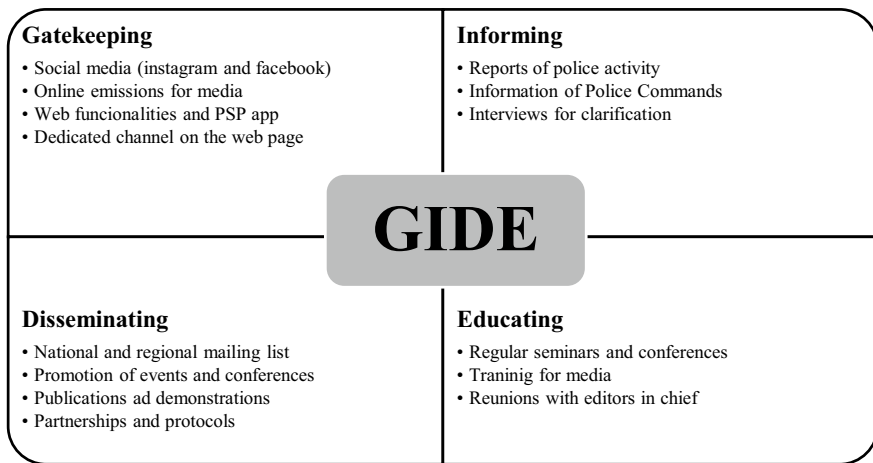 Gatekeeping
• Social media (instagram and facebook)
• Online emissions for media
• Web funcionalities and PSP app
• Dedicated channel on the web page
Informing
• Reports of police activity
• Information of Police Commands
• Interviews for clarification
GIDE
Disseminating
• National and regional mailing list
• Promotion of events and conferences
• Publications ad demonstrations
• Partnerships and protocols
Educating
• Regular seminars and conferences
• Traninig for media
• Reunions with editors in chief